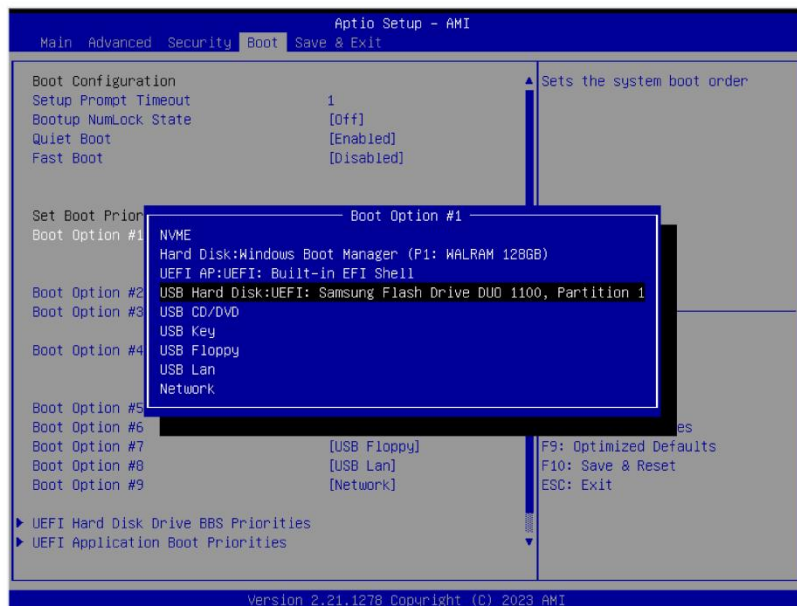 Aptio Setup – AMI
Main Advanced Security Boot Save & Exit
Boot Configuration
Setup Prompt Timeout 1
Bootup NumLock State [Off]
Quiet Boot [Enabled]
Fast Boot [Disabled]
Sets the system boot order
Set Boot Prior
Boot Option #1
Boot Option #2
Boot Option #3
Boot Option #4
Boot Option #5
Boot Option #6
Boot Option #7 [USB Floppy]
Boot Option #8 [USB Lan]
Boot Option #9 [Network]
UEFI Hard Disk Drive BBS Priorities
UEFI Application Boot Priorities
Boot Option #1
NVME
Hard Disk:Windows Boot Manager (P1: WALRAM 128GB)
UEFI AP:UEFI: Built-in EFI Shell
USB Hard Disk:UEFI: Samsung Flash Drive DUO 1100, Partition 1
USB CD/DVD
USB Key
USB Floppy
USB Lan
Network
es
F9: Optimized Defaults
F10: Save & Reset
ESC: Exit
Version 2.21.1278 Copyright (C) 2023 AMI